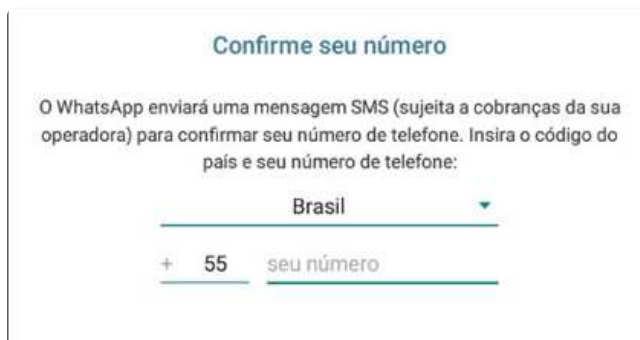 Confirme seu número
O WhatsApp enviará uma mensagem SMS (sujeita a cobranças da sua
operadora) para confirmar seu número de telefone. Insira o código do
país e seu número de telefone:
Brasil
+ 55 seu número